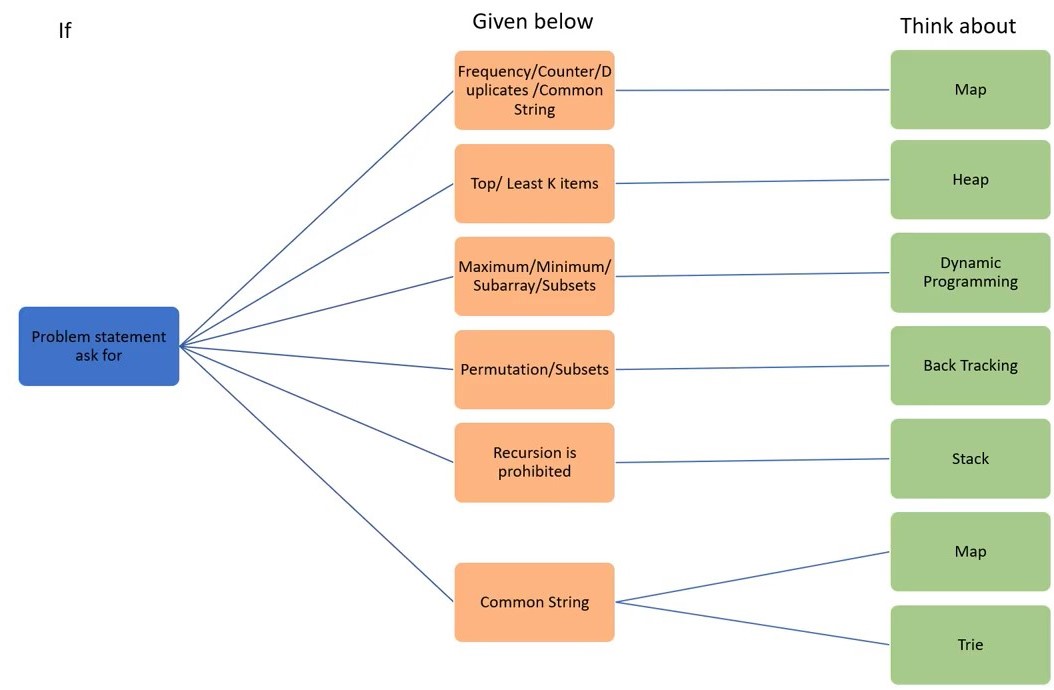 If
Given below
Think about
Frequency/Counter/D
uplicates /Common
String
Map
Top/ Least K items
Heap
Maximum/Minimum/
Subarray/Subsets
Dynamic
Programming
Problem statement
ask for
Permutation/Subsets
Back Tracking
Recursion is
prohibited
Stack
Common String
Map
Trie